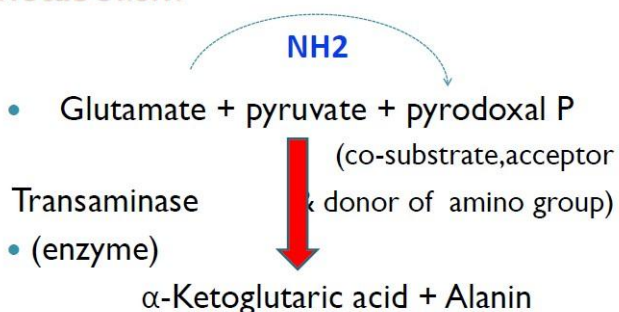 NH2
• Glutamate + pyruvate + pyrodoxal P
(co-substrate,acceptor
Transaminase & donor of amino group)
• (enzyme)
α-Ketoglutaric acid + Alanin